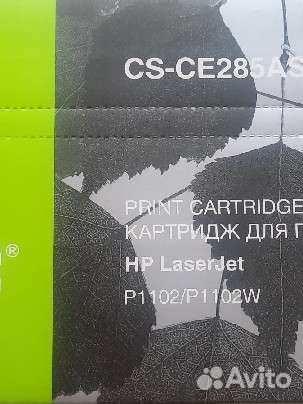 CS-CE285AS
PRINT CARTRIDGE
КАРТРИДЖ ДЛЯ П
®
HP LaserJet
P1102/P1102W
Avito